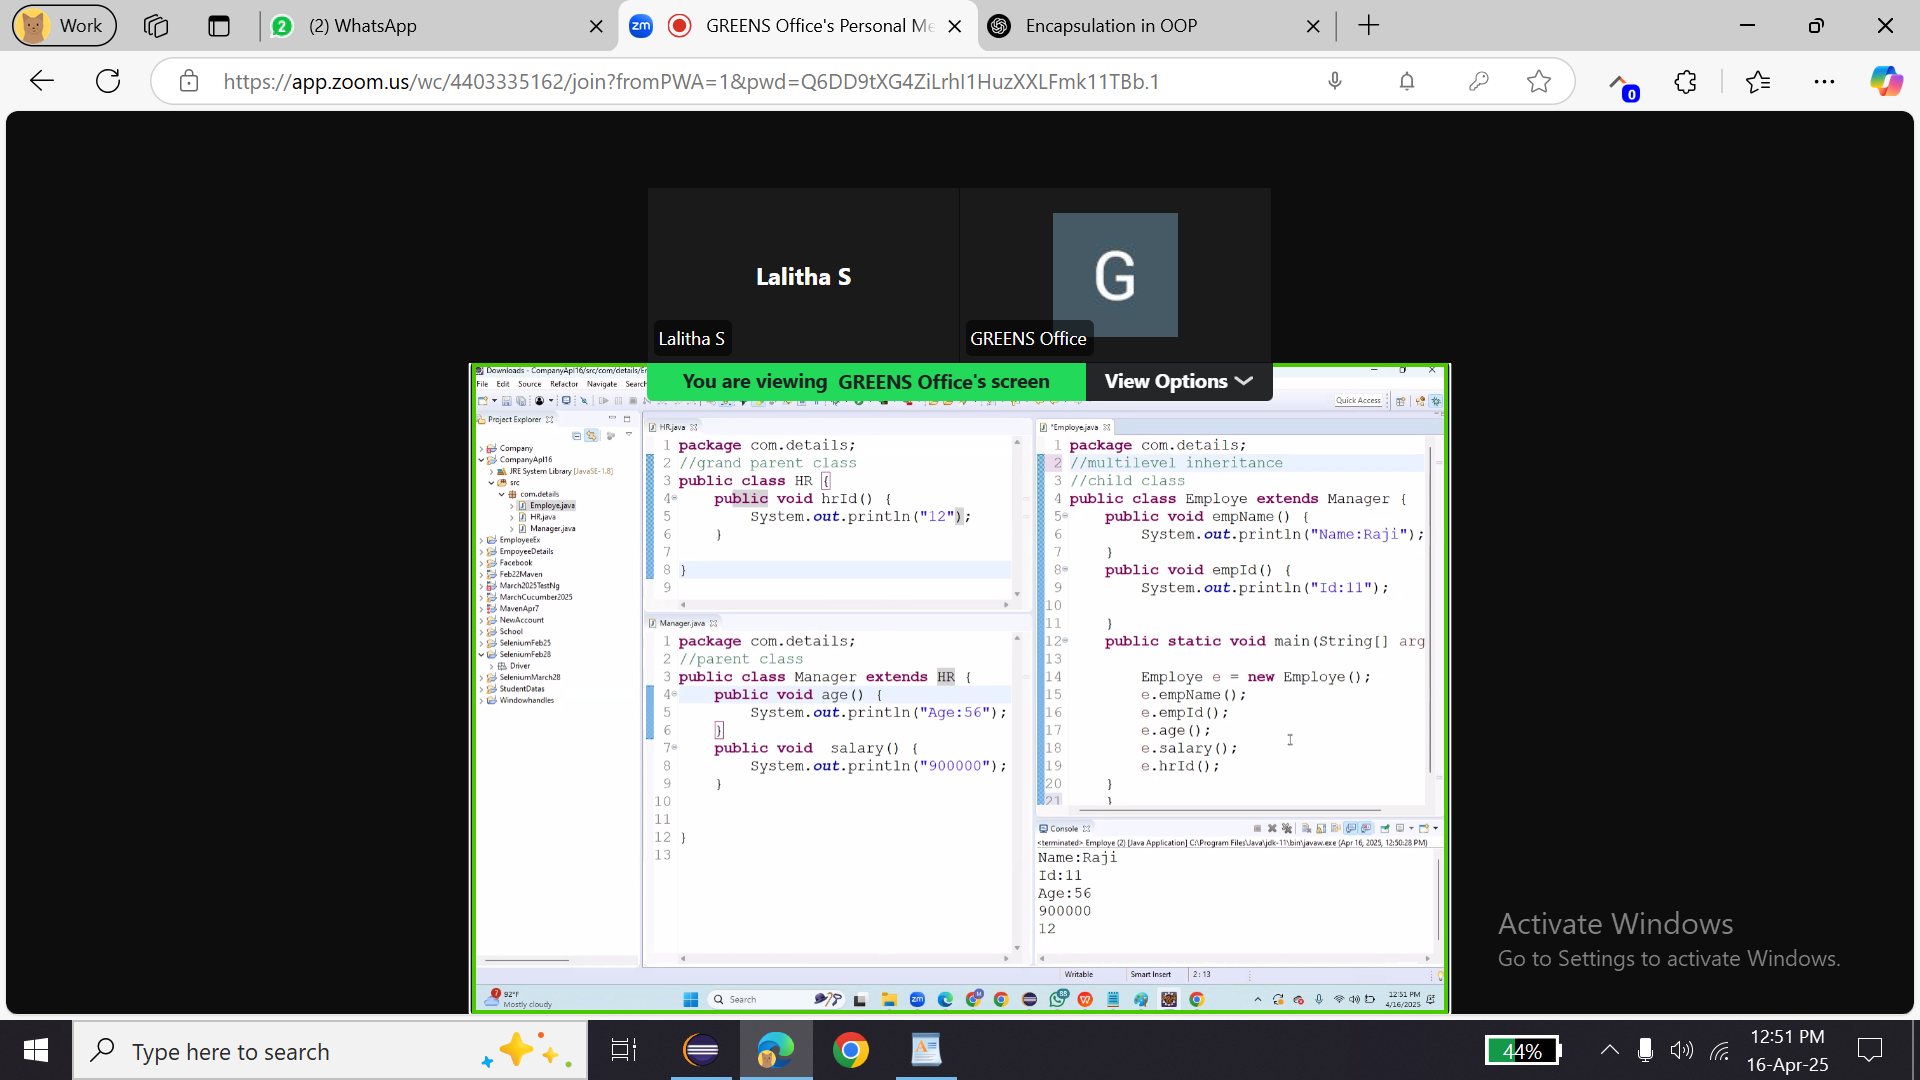 Work
(2) WhatsApp
GREENS Office's Personal Me
Encapsulation in OOP
https://app.zoom.us/wc/4403335162/join?fromPWA=1&pwd=Q6DD9tXG4ZiLrhI1HuzXXLFmk11TBb.1
0
Lalitha S
G
Lalitha S
GREENS Office
You are viewing GREENS Office's screen
View Options
Downloads - CompanyApl16/src/com/details/
File Edit Source Refactor Navigate Search
Quick Access
Project Explorer
Company
CompanyApl16
JRE System Library [JavaSE-1.8]
src
com.details
Employe.java
HR.java
Manager.java
EmployeeEx
EmpoyeeDetails
Facebook
Feb22Maven
March2025TestNg
MarchCucumber2025
MavenApr7
NewAccount
School
SeleniumFeb25
SeleniumFeb28
Driver
SeleniumMarch28
StudentDatas
Windowhandles
HR.java
1 package com.details;
2 //grand parent class
3 public class HR {
4 public void hrId() {
5 System.out.println("12");
6 }
7
8 }
9
Manager.java
1 package com.details;
2 //parent class
3 public class Manager extends HR {
4 public void age() {
5 System.out.println("Age:56");
6 }
7 public void salary() {
8 System.out.println("900000");
9 }
10
11
12 }
13
*Employe.java
1 package com.details;
2 //multilevel inheritance
3 //child class
4 public class Employe extends Manager {
5 public void empName() {
6 System.out.println("Name:Raji");
7 }
8 public void empId() {
9 System.out.println("Id:11");
10
11 }
12 public static void main(String[] arg
13
14 Employe e = new Employe();
15 e.empName();
16 e.empId();
17 e.age();
18 e.salary();
19 e.hrId();
20 }
21 }
Console
<terminated> Employe (2) [Java Application] C:\Program Files\Java\jdk-11\bin\javaw.exe (Apr 16, 2025, 12:50:28 PM)
Name:Raji
Id:11
Age:56
900000
12
Writable Smart Insert 2 : 13
92°F
Mostly cloudy
Search
12:51 PM
4/16/2025
Activate Windows
Go to Settings to activate Windows.
Type here to search
44%
12:51 PM
16-Apr-25